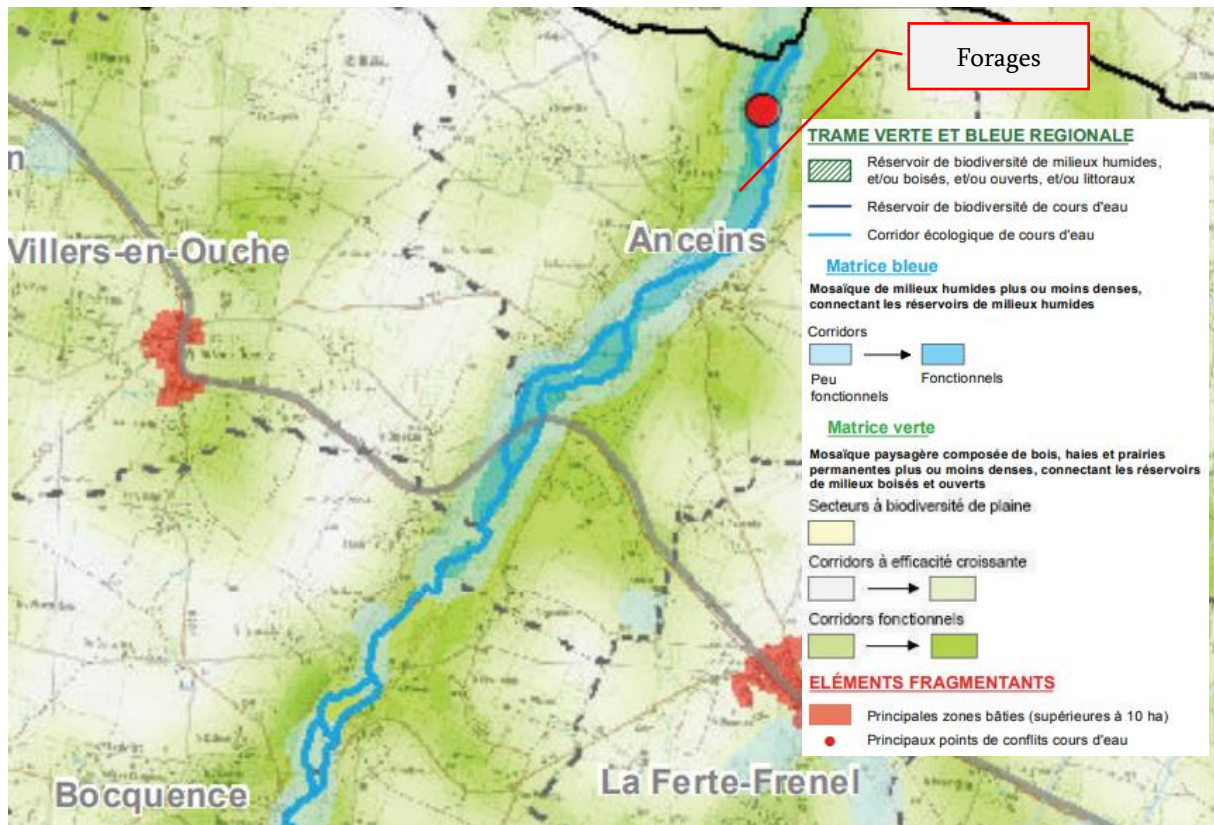 Forages
Villers-en-Ouche
Anceins
Bocquence
La Ferte-Frenel
n
TRAME VERTE ET BLEUE REGIONALE
Réservoir de biodiversité de milieux humides,
et/ou boisés, et/ou ouverts, et/ou littoraux
Réservoir de biodiversité de cours d'eau
Corridor écologique de cours d'eau
Matrice bleue
Mosaïque de milieux humides plus ou moins denses,
connectant les réservoirs de milieux humides
Corridors
Peu
fonctionnels
Fonctionnels
Matrice verte
Mosaïque paysagère composée de bois, haies et prairies
permanentes plus ou moins denses, connectant les réservoirs
de milieux boisés et ouverts
Secteurs à biodiversité de plaine
Corridors à efficacité croissante
Corridors fonctionnels
ELÉMENTS FRAGMENTANTS
Principales zones bâties (supérieures à 10 ha)
Principaux points de conflits cours d'eau